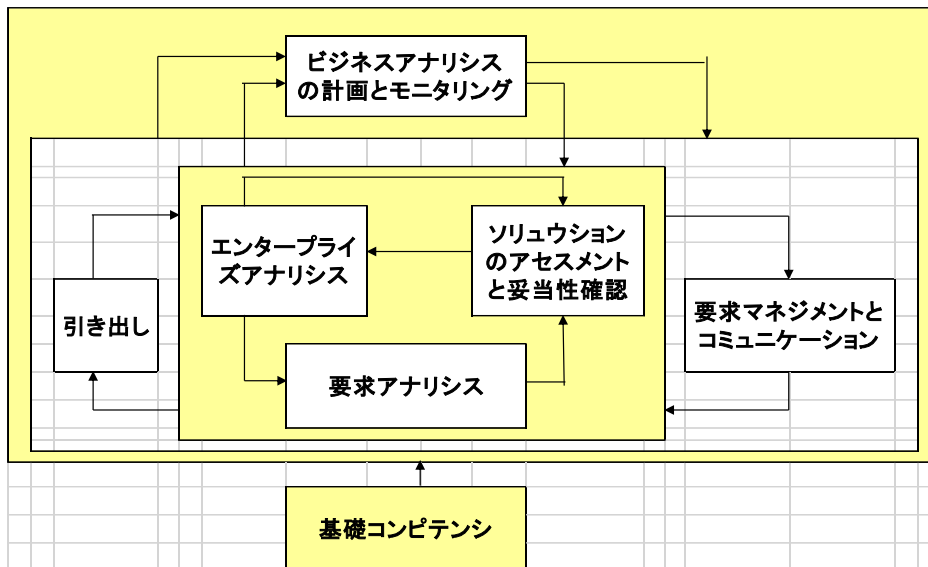 ビジネスアナリシス
の計画とモニタリング
エンタープライ
ズアナリシス
ソリュウション
のアセスメント
と妥当性確認
引き出し
要求マネジメントと
コミュニケーション
要求アナリシス
基礎コンピテンシ